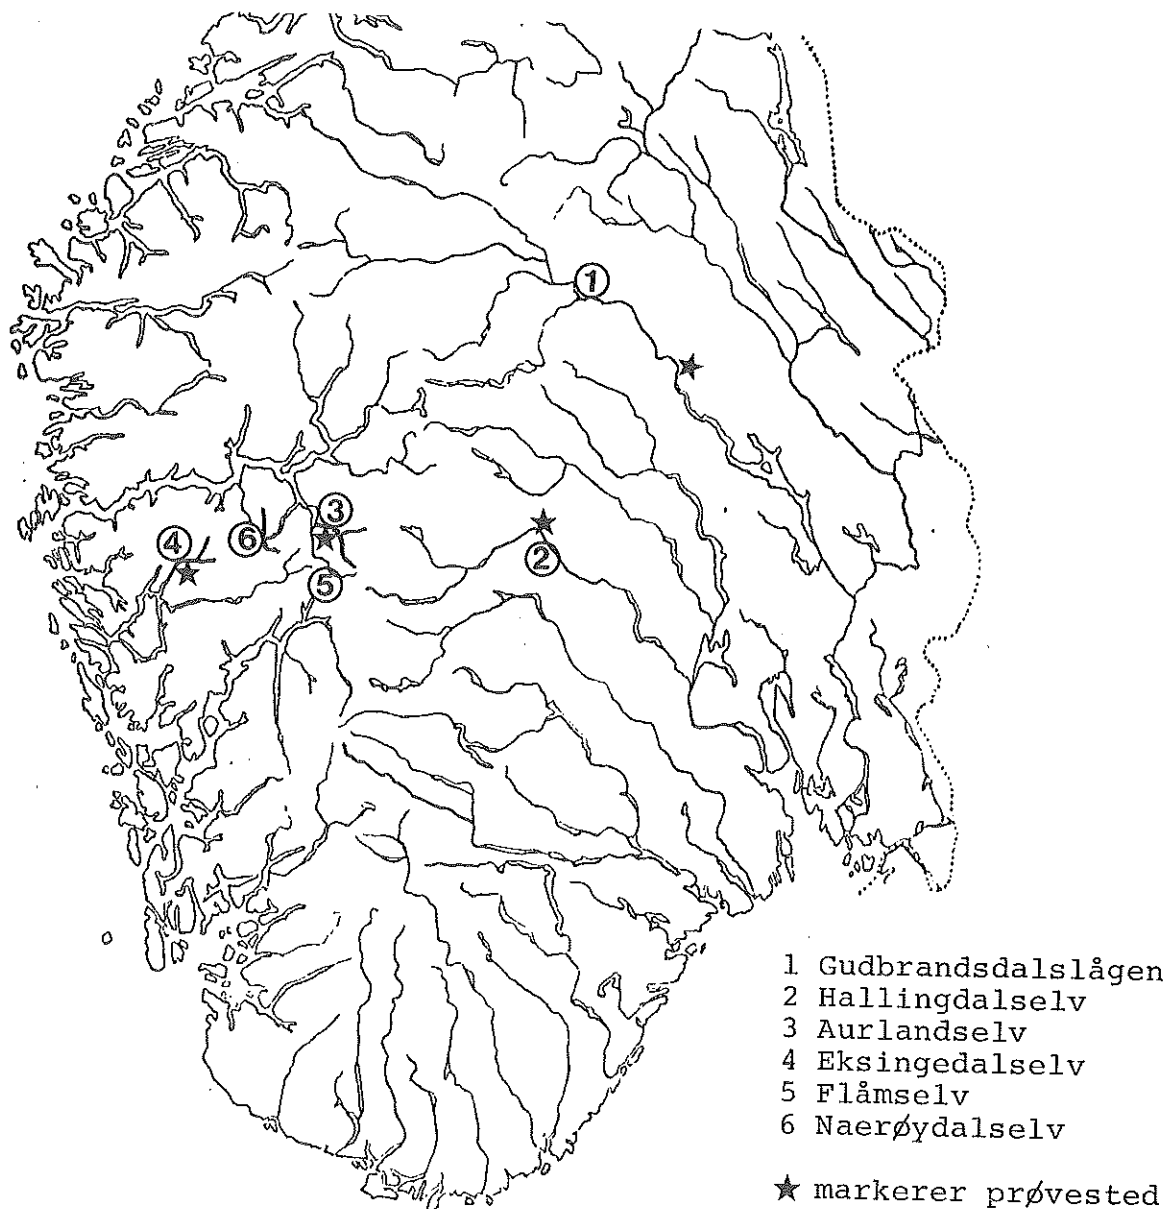 1
3
4
6
2
5
1 Gudbrandsdalslågen
2 Hallingdalselv
3 Aurlandselv
4 Eksingedalselv
5 Flåmselv
6 Naerøydalselv
★ markerer prøvested